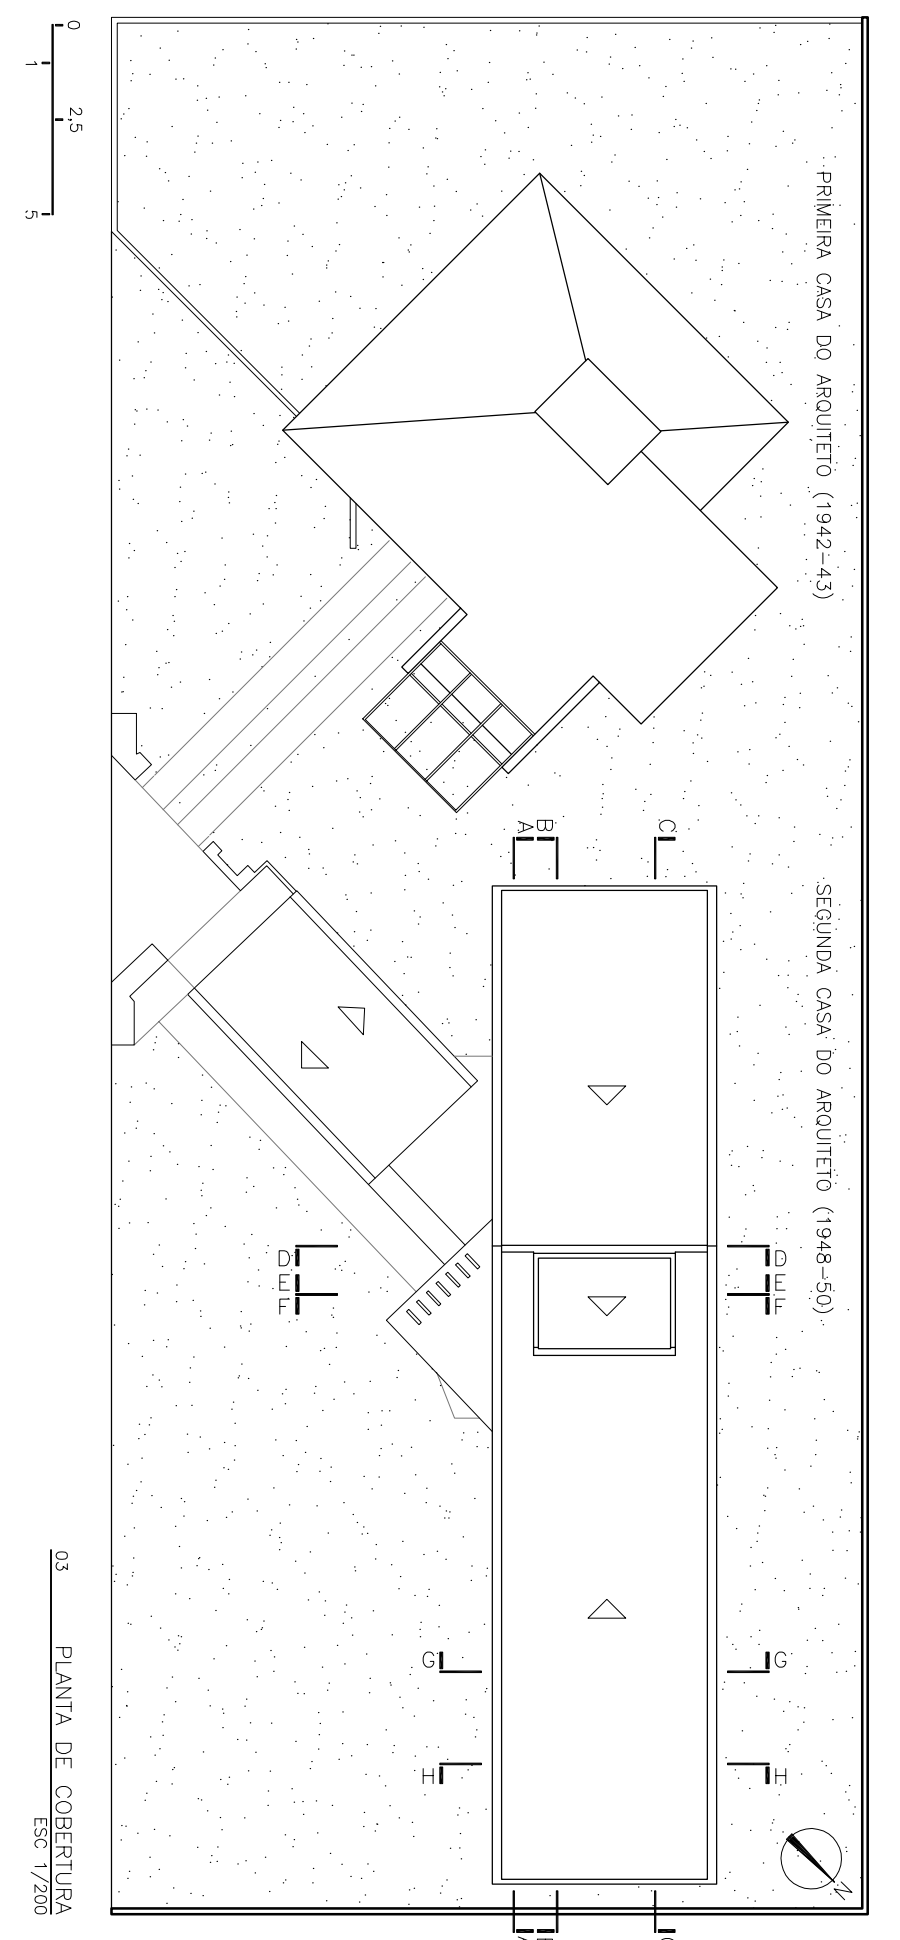 0
1
2,5
5
PRIMEIRA CASA DO ARQUITETO (1942-43)
SEGUNDA CASA DO ARQUITETO (1948-50)
A
B
C
D
E
F
D
E
F
G
G
H
H
N
03 PLANTA DE COBERTURA
ESC 1/200